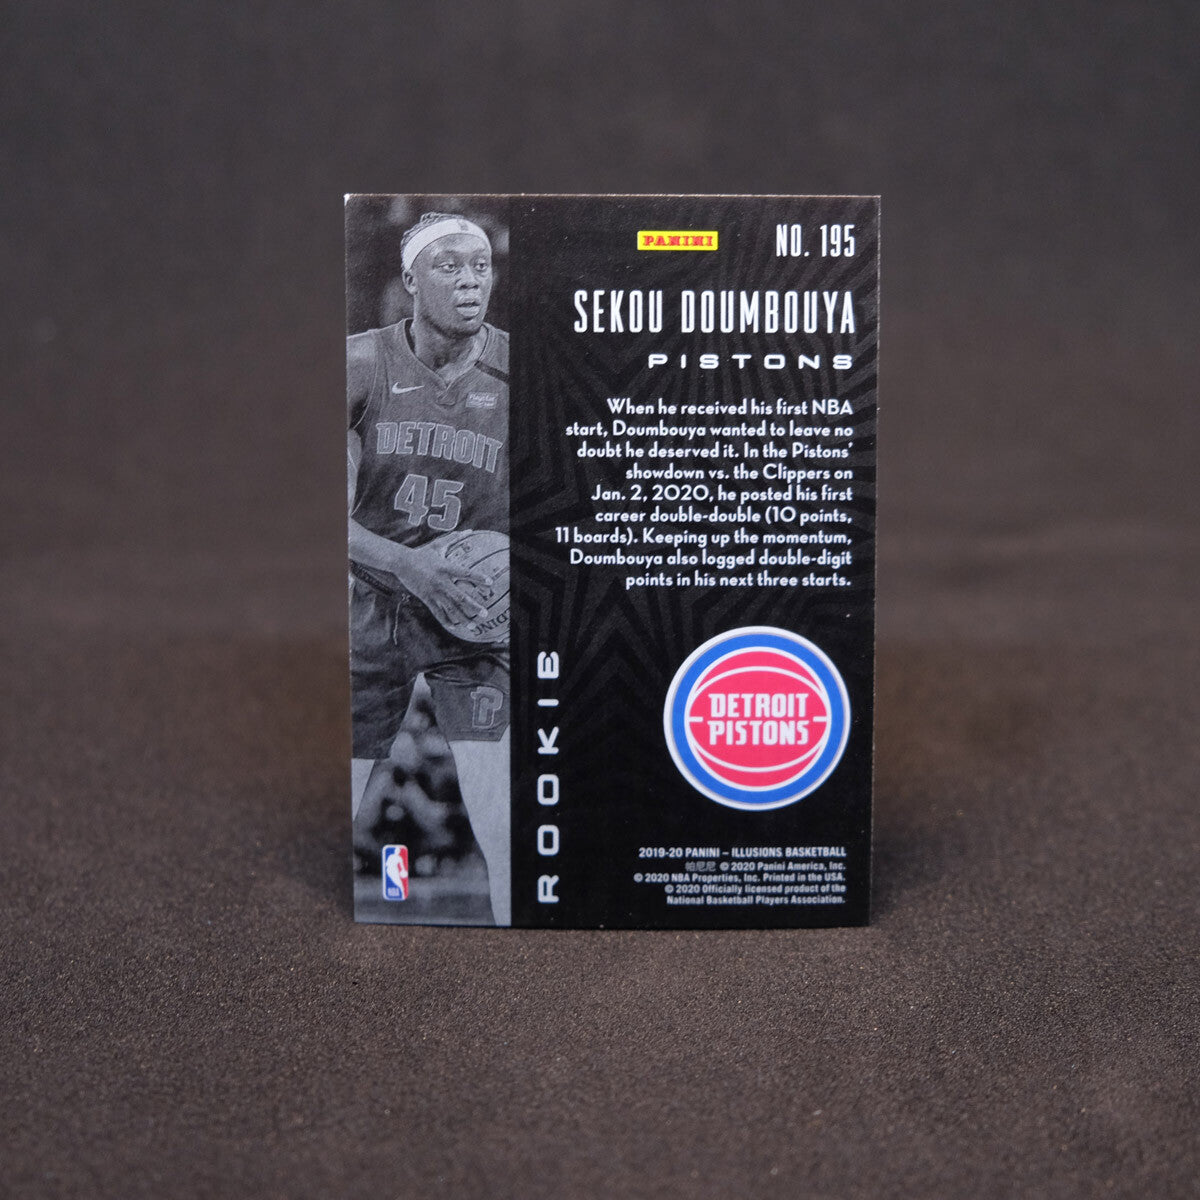 PANINI
NO. 195
SEKOU DOUMBOUYA
PISTONS
When he received his first NBA
start, Doumbouya wanted to leave no
doubt he deserved it. In the Pistons'
showdown vs. the Clippers on
Jan. 2, 2020, he posted his first
career double-double (10 points,
11 boards). Keeping up the momentum,
Doumbouya also logged double-digit
points in his next three starts.
DETROIT
45
ROOKIE
DETROIT
PISTONS
NBA
2019-20 PANINI – ILLUSIONS BASKETBALL
帕尼尼 © 2020 Panini America, Inc.
© 2020 NBA Properties, Inc. Printed in the USA.
© 2020 Officially licensed product of the
National Basketball Players Association.